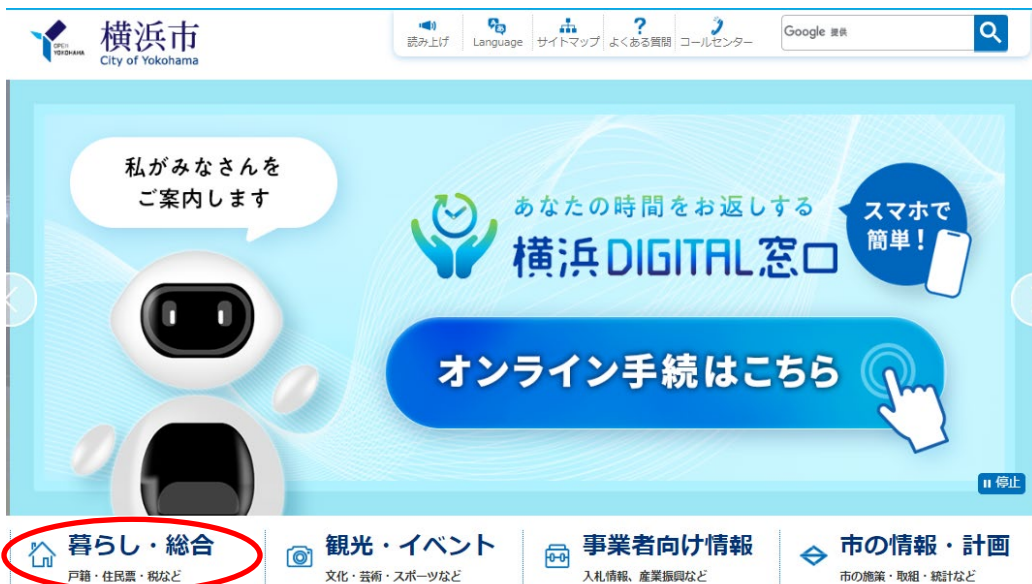 OPEN YOKOHAMA
横浜市
City of Yokohama
読み上げ Language サイトマップ よくある質問 コールセンター
Google 提供
私がみなさんを
ご案内します
あなたの時間をお返しする
横浜DIGITAL窓口
スマホで
簡単!
オンライン手続はこちら
停止
暮らし・総合
戸籍・住民票・税など
観光・イベント
文化・芸術・スポーツなど
事業者向け情報
入札情報、産業振興など
市の情報・計画
市の施策・取組・統計など